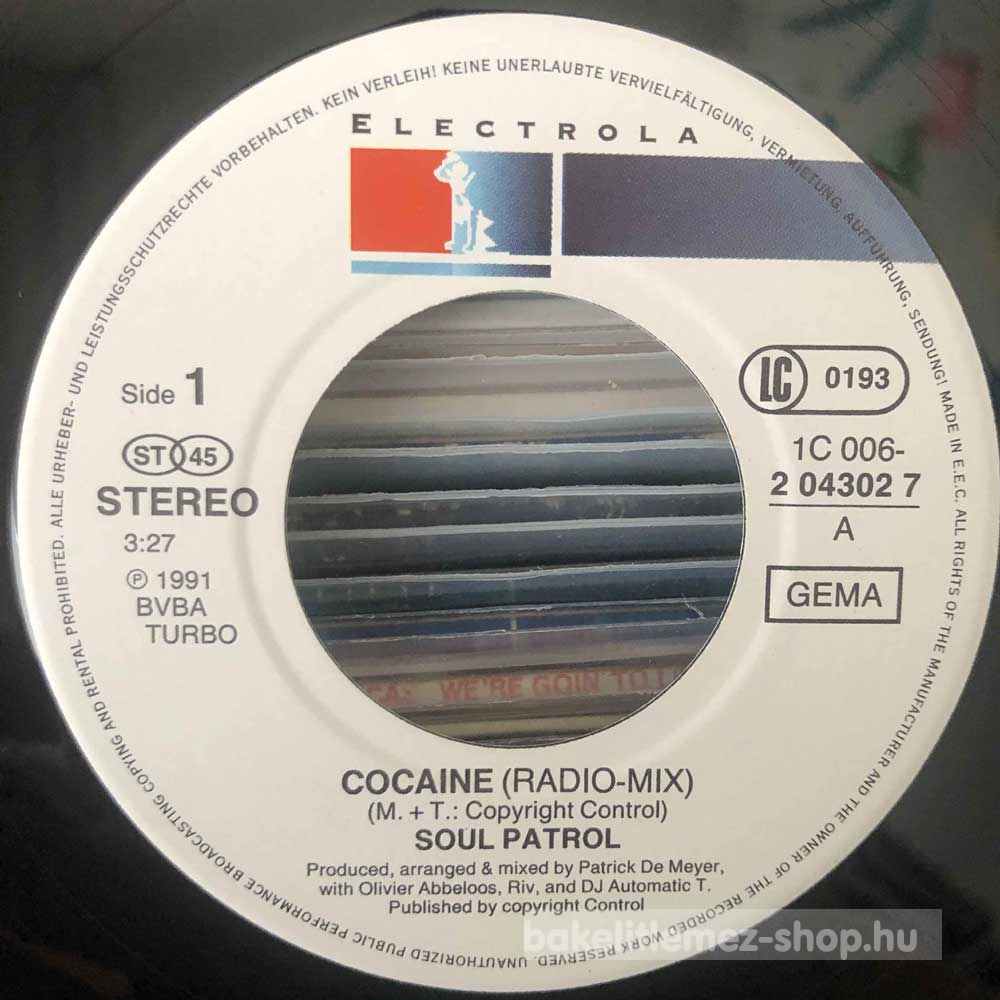 ALLE URHEBER- UND LEISTUNGSSCHUTZRECHTE VORBEHALTEN. KEIN VERLEIH! KEINE UNERLAUBTE VERVIELFÄLTIGUNG, VERMIETUNG, AUFFÜHRUNG, SENDUNG! MADE IN E.E.C. ALL RIGHTS OF THE MANUFACTURER AND THE OWNER OF THE RECORDED WORK RESERVED. UNAUTHORIZED PUBLIC PERFORMANCE BROADCASTING COPYING AND RENTAL PROHIBITED.
ELECTROLA
Side 1
ST 45
STEREO
3:27
℗ 1991
BVBA
TURBO
LC 0193
1C 006-
2 04302 7
A
GEMA
WE'RE GOIN TO
COCAINE (RADIO-MIX)
(M. + T.: Copyright Control)
SOUL PATROL
Produced, arranged & mixed by Patrick De Meyer,
with Olivier Abbeloos, Riv, and DJ Automatic T.
Published by copyright Control
bakelitlemez-shop.hu